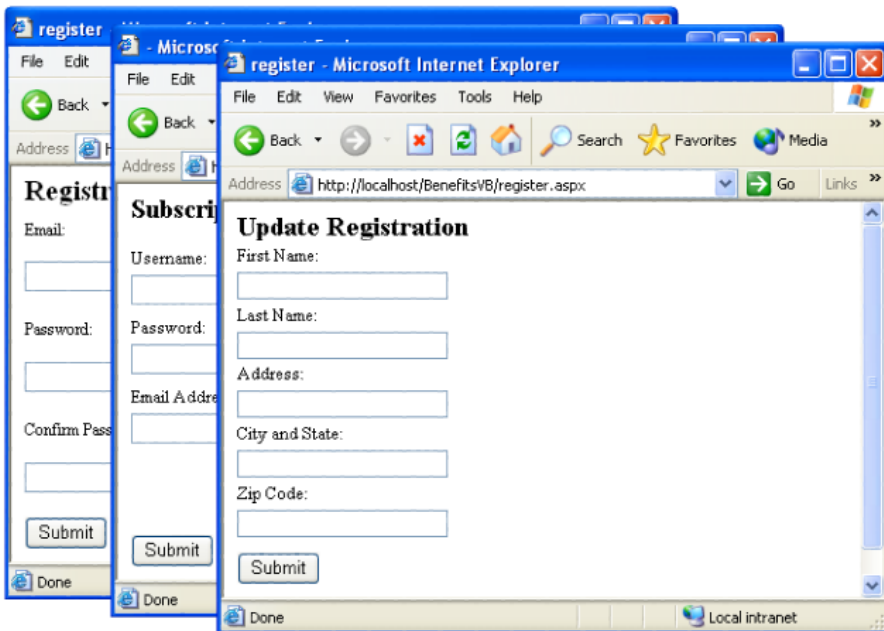 register
File Edit
Back
Address
Registr
Email:
Password:
Confirm Pass
Submit
Done
- Micros
File Edit
Back
Address
Subscrip
Username:
Password:
Email Addre
Submit
Done
register - Microsoft Internet Explorer
File Edit View Favorites Tools Help
Back Search Favorites Media »
Address http://localhost/BenefitsVB/register.aspx Go Links »
Update Registration
First Name:
Last Name:
Address:
City and State:
Zip Code:
Submit
Done Local intranet